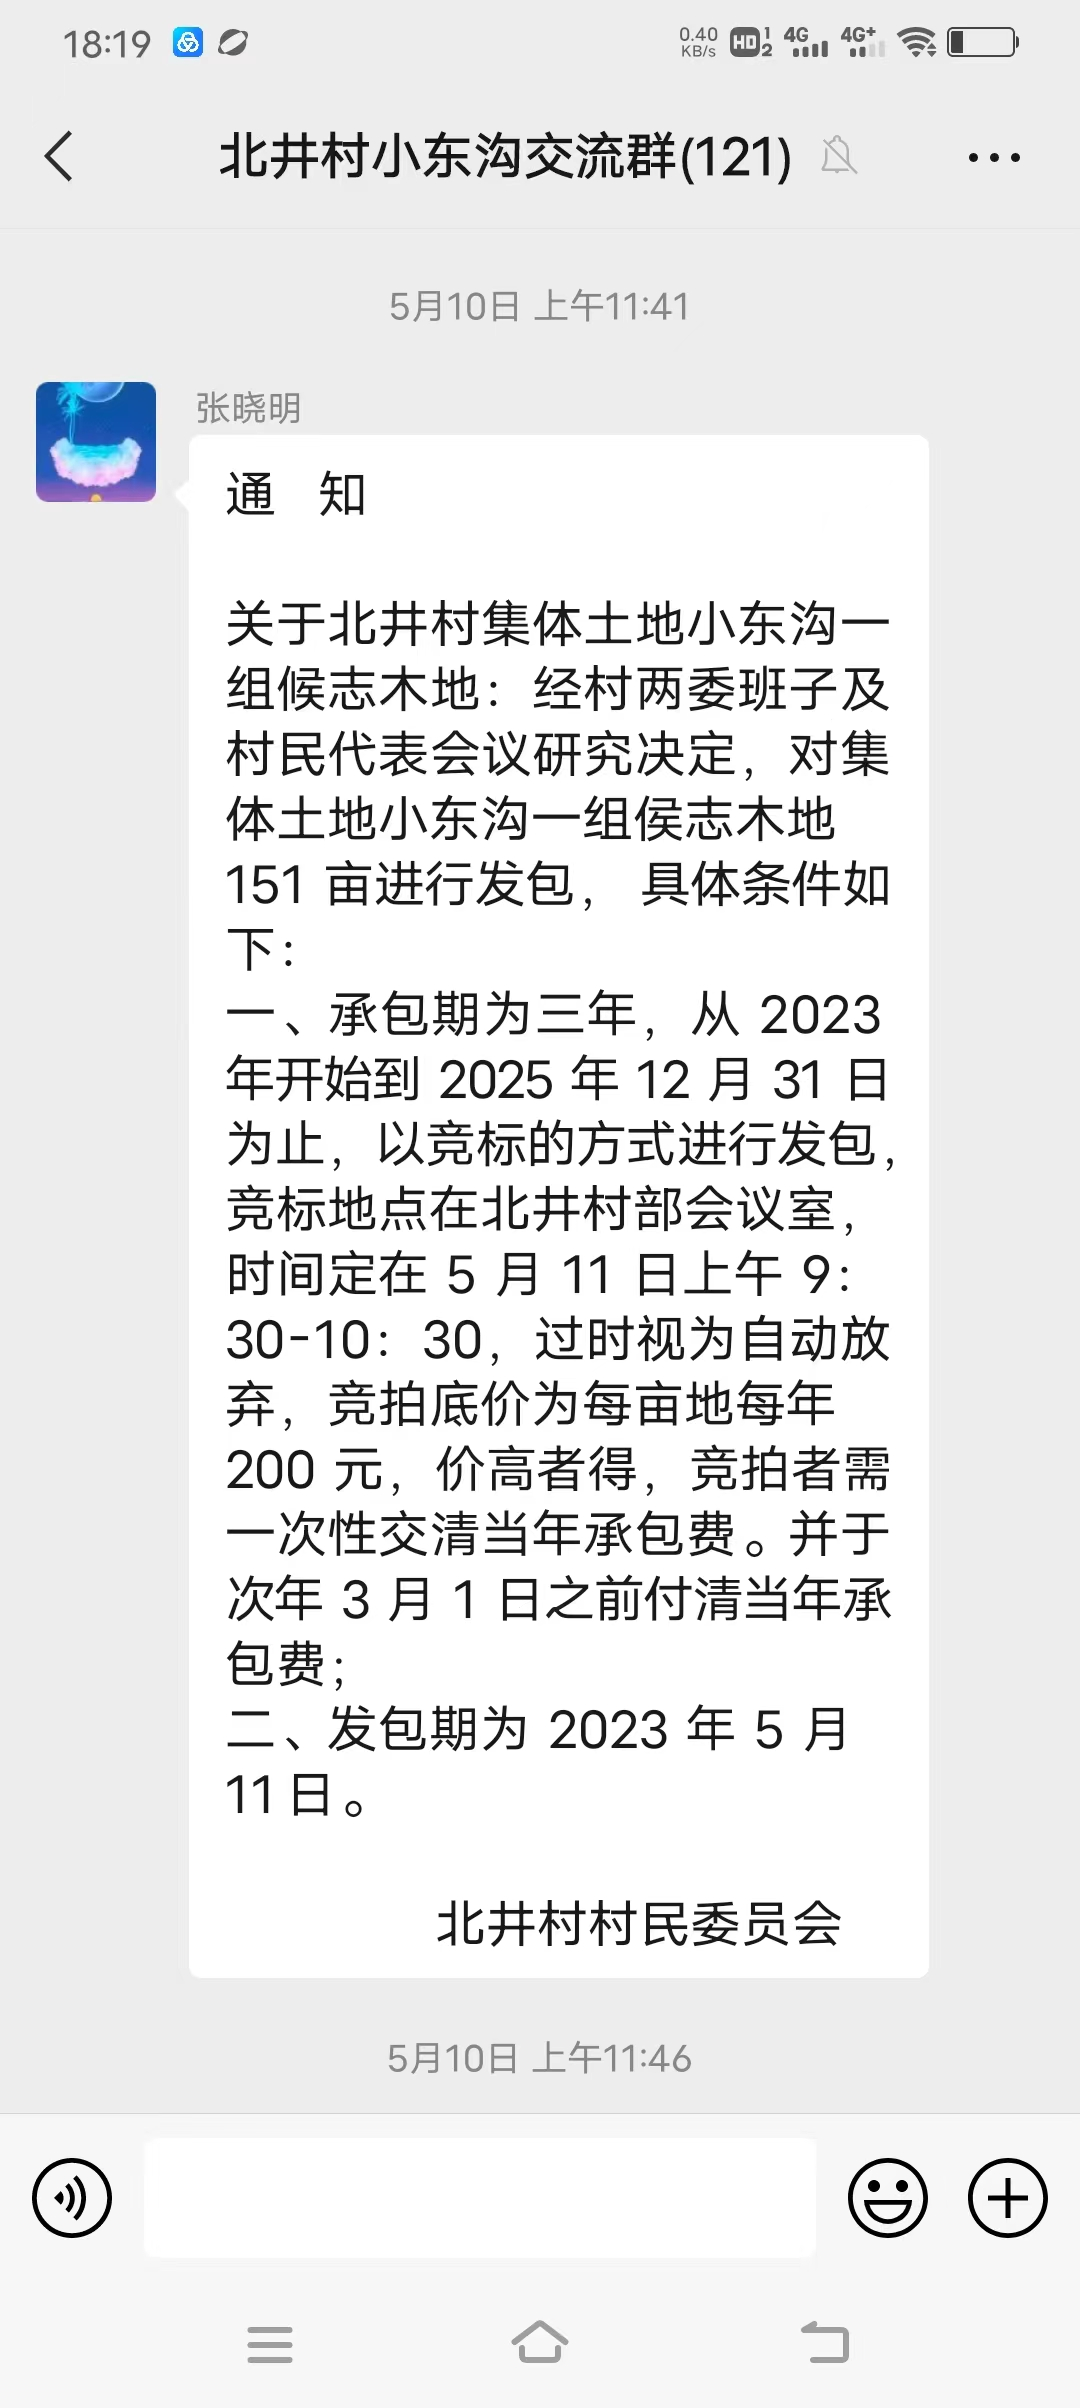 18:19
0.40
KB/s
HD 1
2
4G
4G+
北井村小东沟交流群(121)
5月10日 上午11:41
张晓明
通 知
关于北井村集体土地小东沟一
组候志木地：经村两委班子及
村民代表会议研究决定，对集
体土地小东沟一组侯志木地
151 亩进行发包， 具体条件如
下：
一、承包期为三年，从 2023
年开始到 2025 年 12 月 31 日
为止，以竞标的方式进行发包，
竞标地点在北井村部会议室，
时间定在 5 月 11 日上午 9：
30-10：30，过时视为自动放
弃，竞拍底价为每亩地每年
200 元，价高者得，竞拍者需
一次性交清当年承包费。并于
次年 3 月 1 日之前付清当年承
包费；
二、发包期为 2023 年 5 月
11日。
北井村村民委员会
5月10日 上午11:46